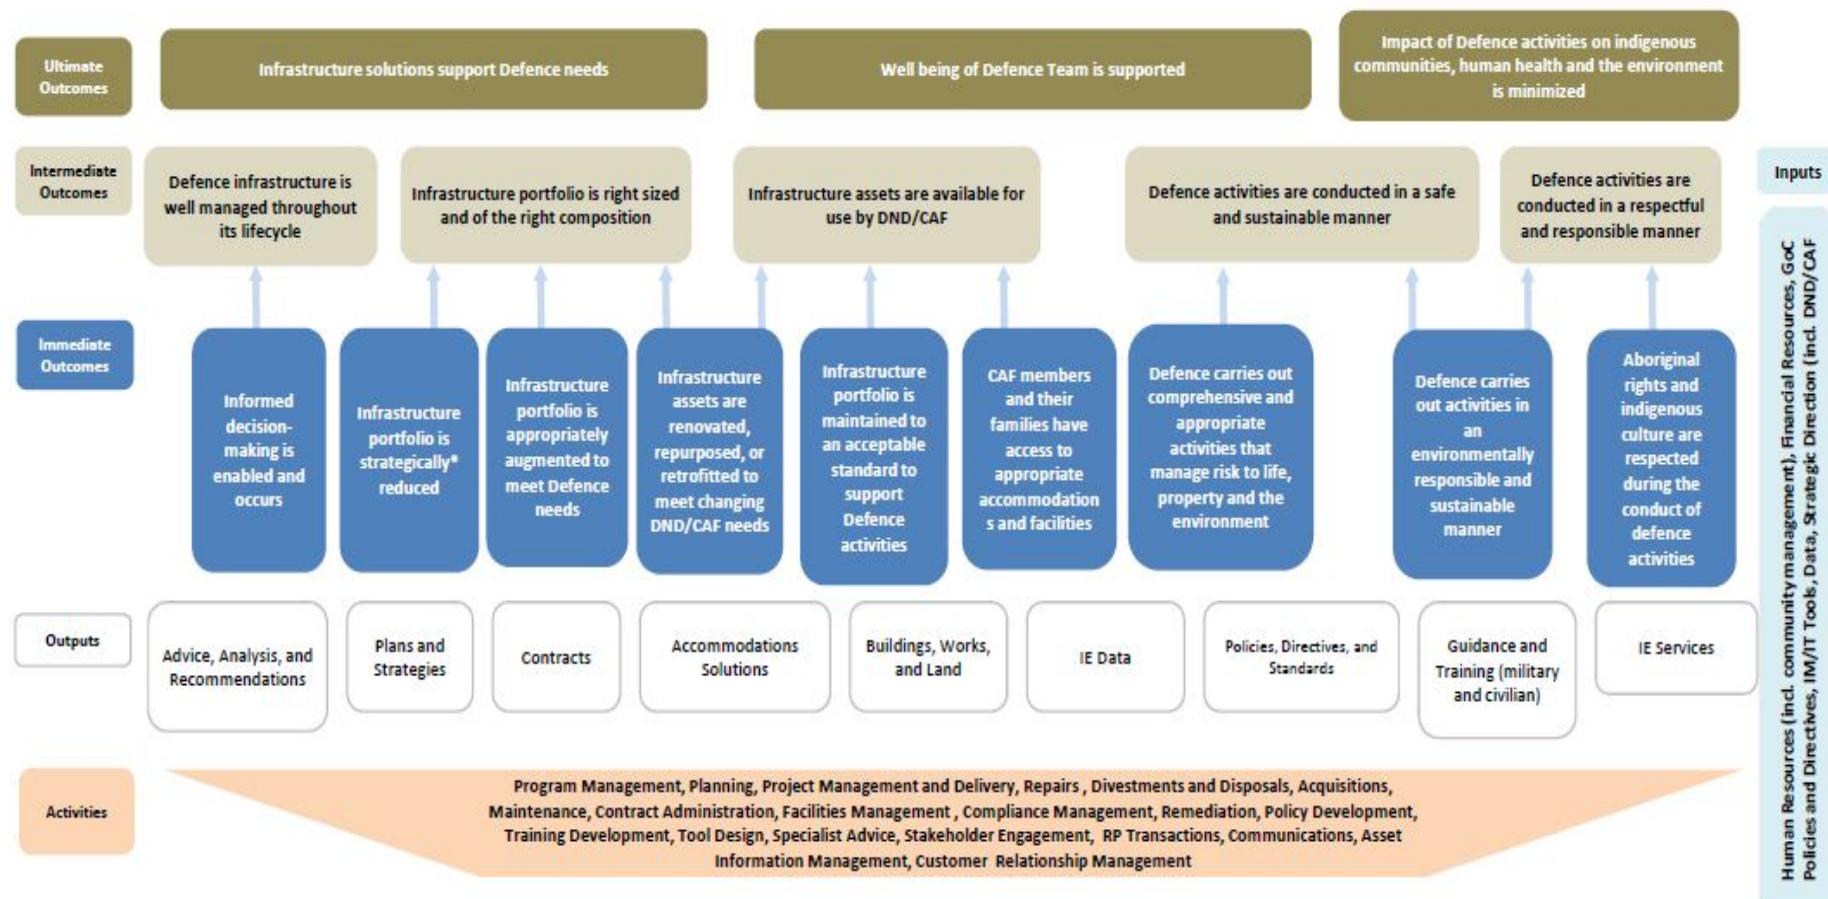 Ultimate
Outcomes
Infrastructure solutions support Defence needs
Well being of Defence Team is supported
Impact of Defence activities on indigenous
communities, human health and the environment
is minimized
Intermediate
Outcomes
Defence infrastructure is
well managed throughout
its lifecycle
Infrastructure portfolio is right sized
and of the right composition
Infrastructure assets are available for
use by DND/CAF
Defence activities are conducted in a safe
and sustainable manner
Defence activities are
conducted in a respectful
and responsible manner
Inputs
Human Resources (incl. community management), Financial Resources, GoC
Policies and Directives, IM/IT Tools, Data, Strategic Direction (incl. DND/CAF
Immediate
Outcomes
Informed
decision-
making is
enabled and
occurs
Infrastructure
portfolio is
strategically*
reduced
Infrastructure
portfolio is
appropriately
augmented to
meet Defence
needs
Infrastructure
assets are
renovated,
repurposed, or
retrofitted to
meet changing
DND/CAF needs
Infrastructure
portfolio is
maintained to
an acceptable
standard to
support
Defence
activities
CAF members
and their
families have
access to
appropriate
accommodation
s and facilities
Defence carries out
comprehensive and
appropriate
activities that
manage risk to life,
property and the
environment
Defence carries
out activities in
an
environmentally
responsible and
sustainable
manner
Aboriginal
rights and
indigenous
culture are
respected
during the
conduct of
defence
activities
Outputs
Advice, Analysis, and
Recommendations
Plans and
Strategies
Contracts
Accommodations
Solutions
Buildings, Works,
and Land
IE Data
Policies, Directives, and
Standards
Guidance and
Training (military
and civilian)
IE Services
Activities
Program Management, Planning, Project Management and Delivery, Repairs , Divestments and Disposals, Acquisitions,
Maintenance, Contract Administration, Facilities Management , Compliance Management, Remediation, Policy Development,
Training Development, Tool Design, Specialist Advice, Stakeholder Engagement, RP Transactions, Communications, Asset
Information Management, Customer Relationship Management